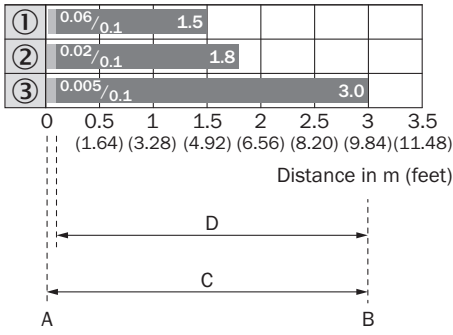 ① 0.06/0.1 1.5
② 0.02/0.1 1.8
③ 0.005/0.1 3.0
0 0.5 1 1.5 2 2.5 3 3.5
(1.64) (3.28) (4.92) (6.56) (8.20) (9.84) (11.48)
Distance in m (feet)
D
C
A B